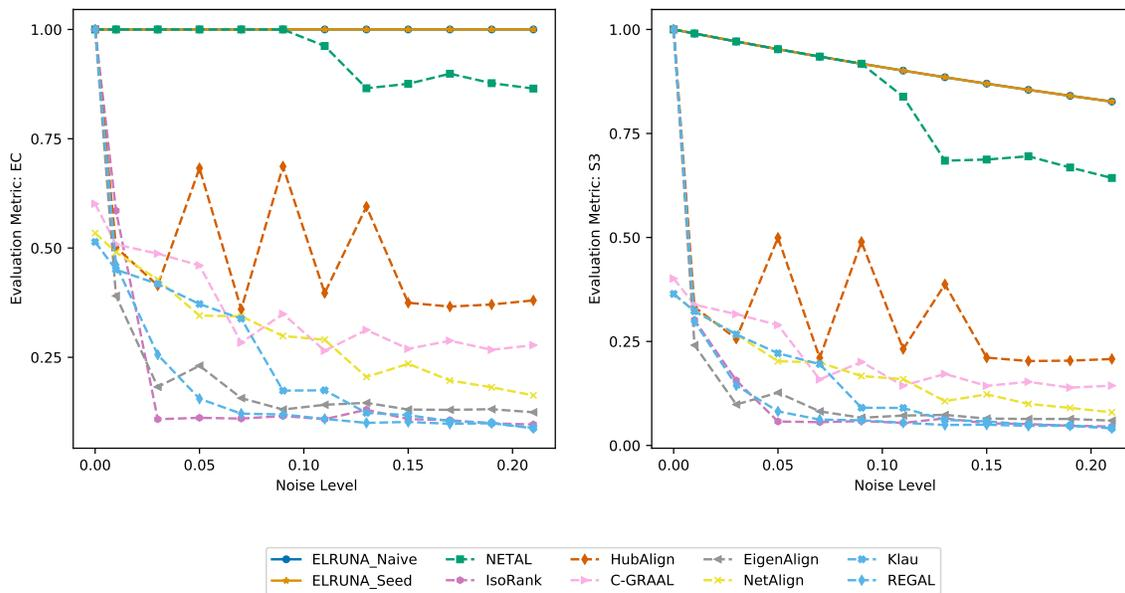 Evaluation Metric: EC
1.00
0.75
0.50
0.25
0.00 0.05 0.10 0.15 0.20
Noise Level
Evaluation Metric: S3
1.00
0.75
0.50
0.25
0.00
0.00 0.05 0.10 0.15 0.20
Noise Level
ELRUNA_Naive NETAL HubAlign EigenAlign Klau
ELRUNA_Seed IsoRank C-GRAAL NetAlign REGAL